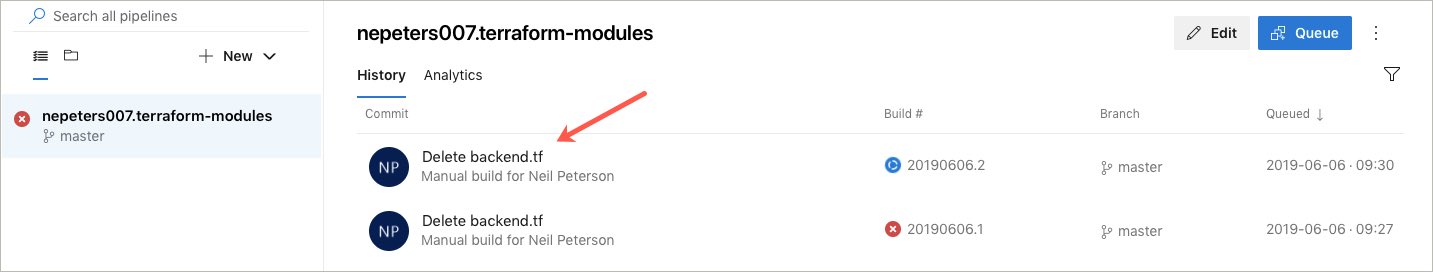 Search all pipelines
New
nepeters007.terraform-modules
master
nepeters007.terraform-modules
Edit
Queue
History Analytics
Commit Build # Branch Queued ↓
NP
Delete backend.tf
Manual build for Neil Peterson
20190606.2 master 2019-06-06 · 09:30
NP
Delete backend.tf
Manual build for Neil Peterson
20190606.1 master 2019-06-06 · 09:27